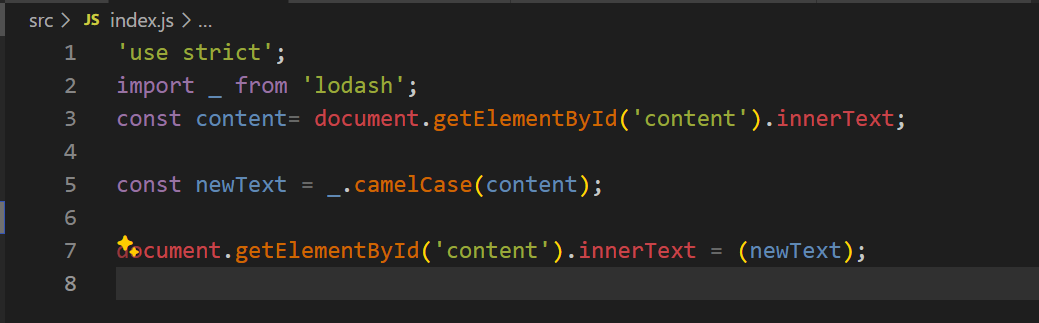 src > JS index.js > ...
1 'use strict';
2 import _ from 'lodash';
3 const content= document.getElementById('content').innerText;
4
5 const newText = _.camelCase(content);
6
7 document.getElementById('content').innerText = (newText);
8